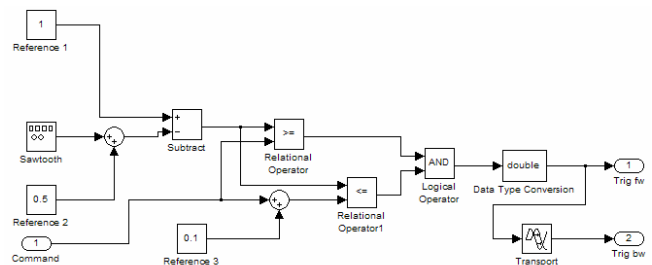 1
Reference 1
+
−
Subtract
Sawtooth
+
+
0.5
Reference 2
1
Command
>=
Relational
Operator
<=
Relational
Operator1
+
+
0.1
Reference 3
AND
Logical
Operator
double
Data Type Conversion
1
Trig fw
Transport
2
Trig bw